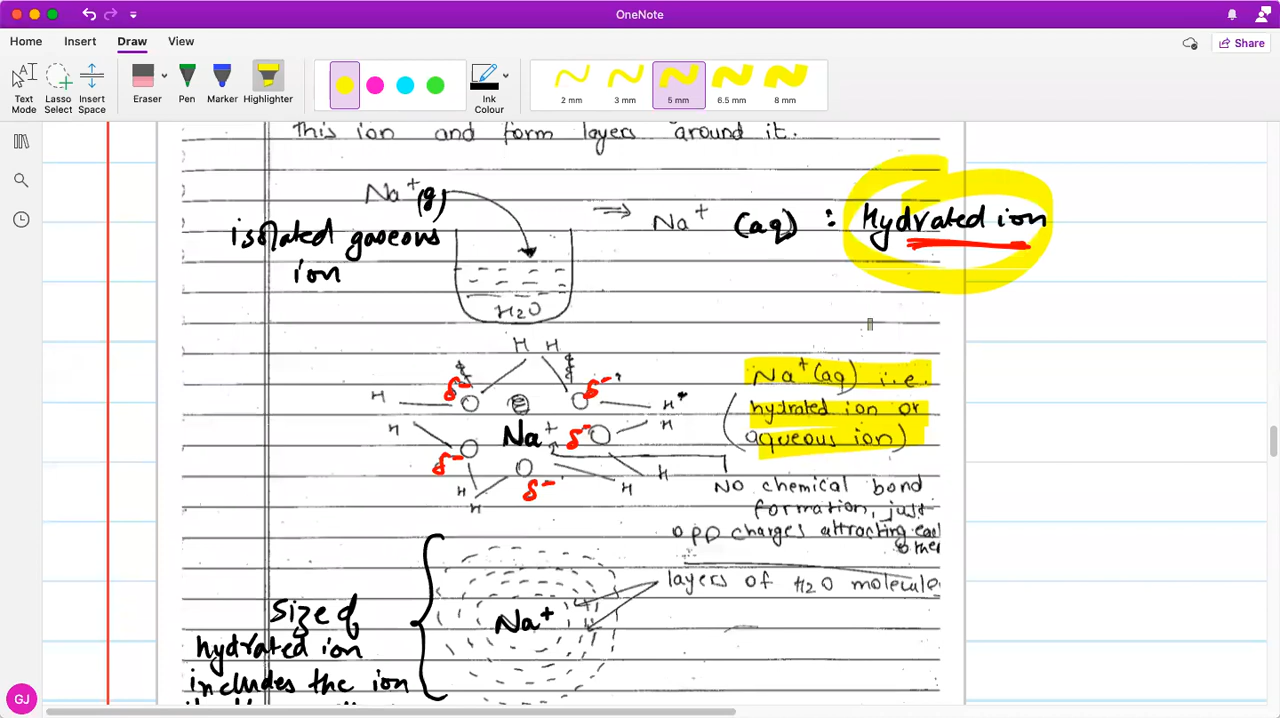 OneNote
Home Insert Draw View
Share
Text Mode
Lasso Select
Insert Space
Eraser
Pen
Marker
Highlighter
Ink Colour
2 mm 3 mm 5 mm 6.5 mm 8 mm
This ion and form layers around it.
Na+(g)
isolated gaseous
ion
H2O
⇒ Na+ (aq) : Hydrated ion
H H
δ- δ-
H H
H H
Na+ δ-
δ- H
H δ- H
H
Na+(aq) i.e.
(hydrated ion or
aqueous ion)
No chemical bond
formation, just
opp charges attracting each
other
layers of H2O molecule
Na+
Size of
hydrated ion
includes the ion
GJ